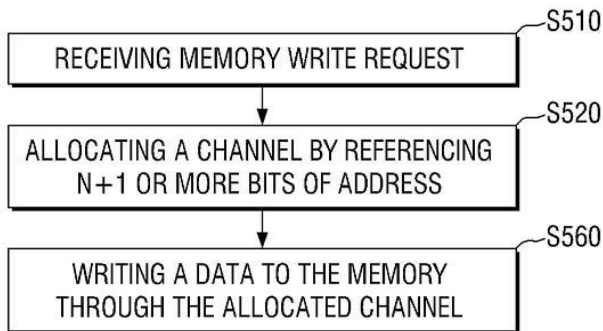 S510
RECEIVING MEMORY WRITE REQUEST
S520
ALLOCATING A CHANNEL BY REFERENCING
N+1 OR MORE BITS OF ADDRESS
S560
WRITING A DATA TO THE MEMORY
THROUGH THE ALLOCATED CHANNEL